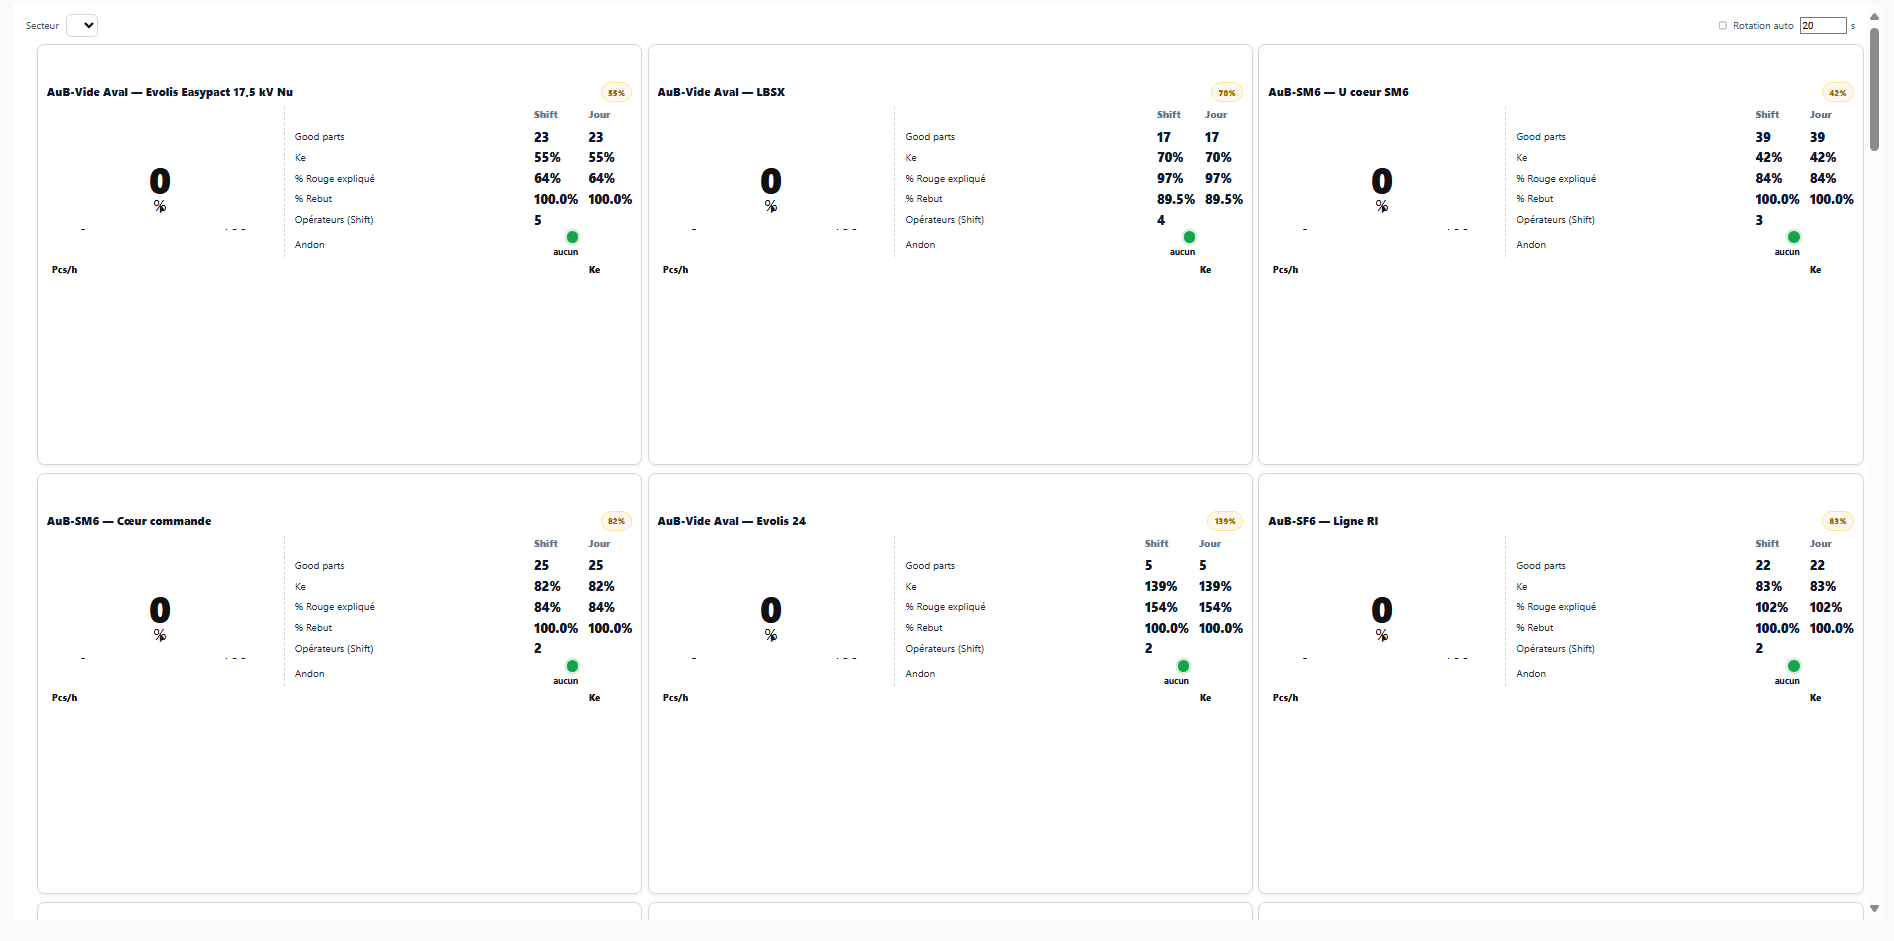 Secteur
Rotation auto 20 s
AuB-Vide Aval — Evolis Easypact 17,5 kV Nu 55%
Shift Jour
Good parts 23 23
Ke 55% 55%
% Rouge expliqué 64% 64%
% Rebut 100.0% 100.0%
Opérateurs (Shift) 5
Andon aucun
0
%
Pcs/h Ke
AuB-Vide Aval — LBSX 70%
Shift Jour
Good parts 17 17
Ke 70% 70%
% Rouge expliqué 97% 97%
% Rebut 89.5% 89.5%
Opérateurs (Shift) 4
Andon aucun
0
%
Pcs/h Ke
AuB-SM6 — U coeur SM6 42%
Shift Jour
Good parts 39 39
Ke 42% 42%
% Rouge expliqué 84% 84%
% Rebut 100.0% 100.0%
Opérateurs (Shift) 3
Andon aucun
0
%
Pcs/h Ke
AuB-SM6 — Cœur commande 82%
Shift Jour
Good parts 25 25
Ke 82% 82%
% Rouge expliqué 84% 84%
% Rebut 100.0% 100.0%
Opérateurs (Shift) 2
Andon aucun
0
%
Pcs/h Ke
AuB-Vide Aval — Evolis 24 139%
Shift Jour
Good parts 5 5
Ke 139% 139%
% Rouge expliqué 154% 154%
% Rebut 100.0% 100.0%
Opérateurs (Shift) 2
Andon aucun
0
%
Pcs/h Ke
AuB-SF6 — Ligne RI 83%
Shift Jour
Good parts 22 22
Ke 83% 83%
% Rouge expliqué 102% 102%
% Rebut 100.0% 100.0%
Opérateurs (Shift) 2
Andon aucun
0
%
Pcs/h Ke